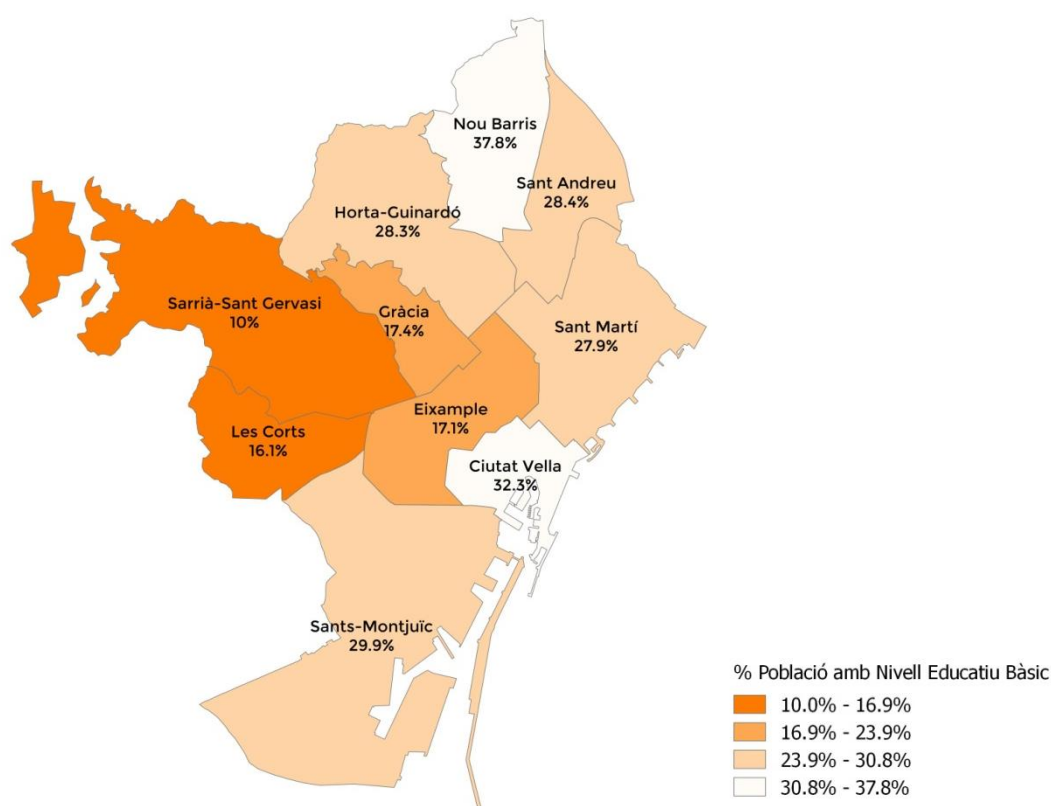 Nou Barris
37.8%
Sant Andreu
28.4%
Horta-Guinardó
28.3%
Sarrià-Sant Gervasi
10%
Gràcia
17.4%
Sant Martí
27.9%
Eixample
17.1%
Les Corts
16.1%
Ciutat Vella
32.3%
Sants-Montjuïc
29.9%
% Població amb Nivell Educatiu Bàsic
10.0% - 16.9%
16.9% - 23.9%
23.9% - 30.8%
30.8% - 37.8%